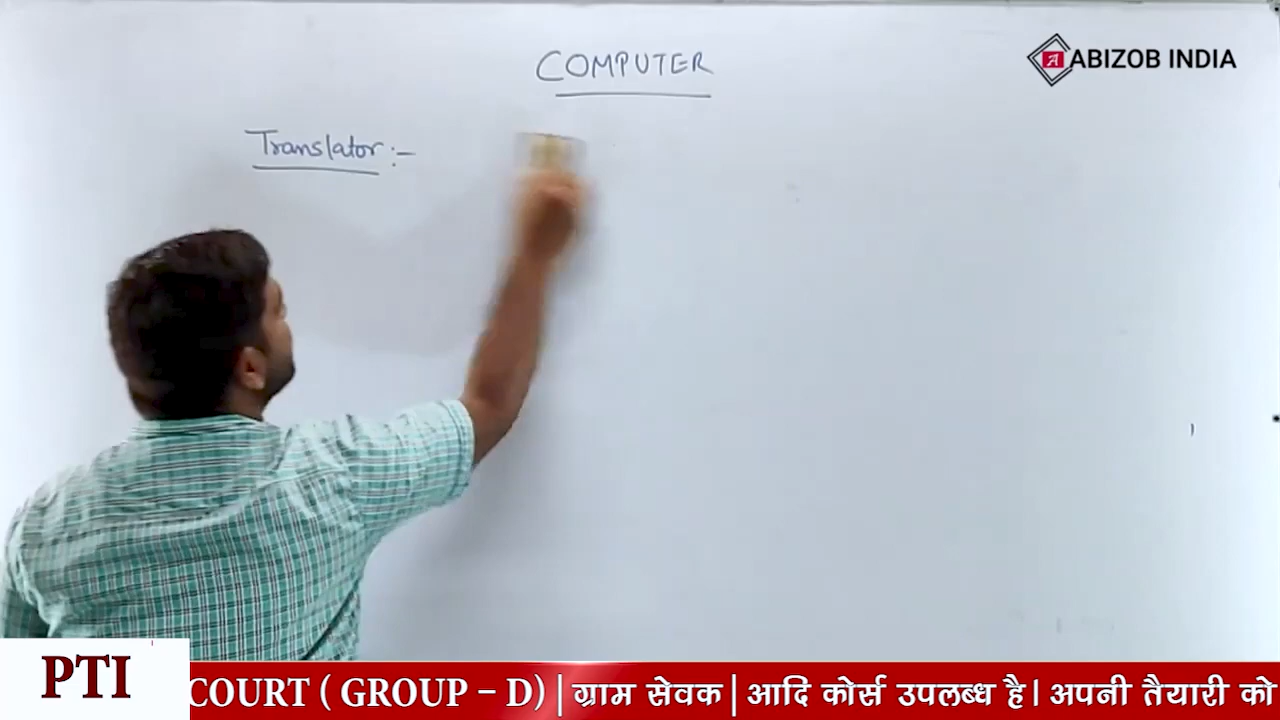 COMPUTER
A ABIZOB INDIA
Translator :-
PTI
COURT ( GROUP - D) | ग्राम सेवक | आदि कोर्स उपलब्ध है। अपनी तैयारी को